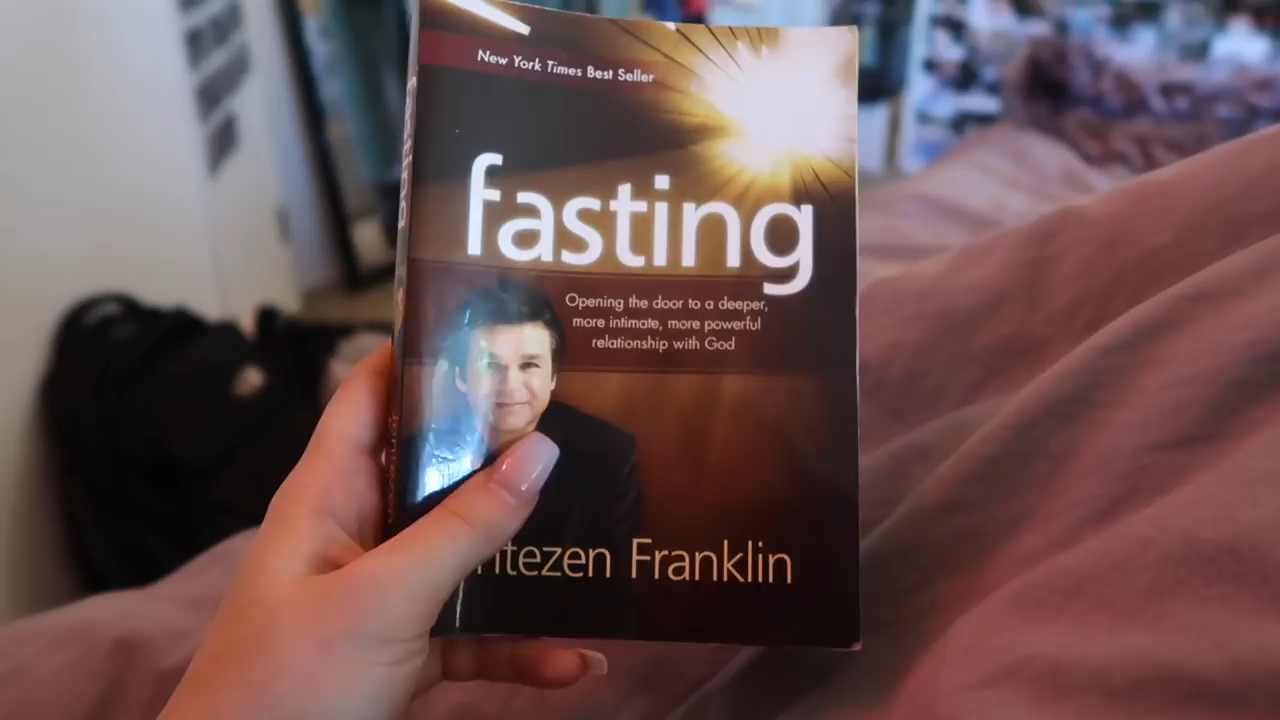 New York Times Best Seller
fasting
Opening the door to a deeper,
more intimate, more powerful
relationship with God
ntezen Franklin